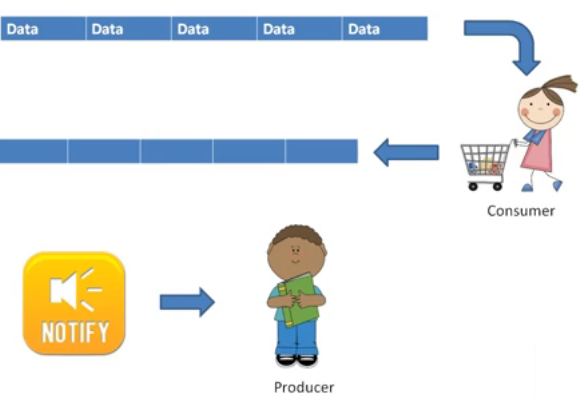 Data Data Data Data Data
Consumer
NOTIFY
Producer